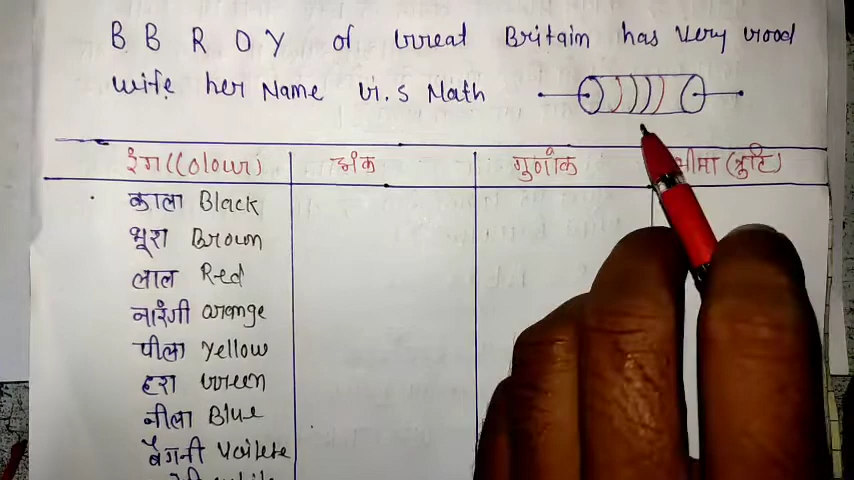 B B R O Y of Great Britain has Very Good
wife her Name G.S Math
रंग (Colour) अंक गुणांक सीमा (त्रुटि)
काला Black
भूरा Brown
लाल Red
नारंगी orange
पीला Yellow
हरा Green
नीला Blue
बैगनी Voilete